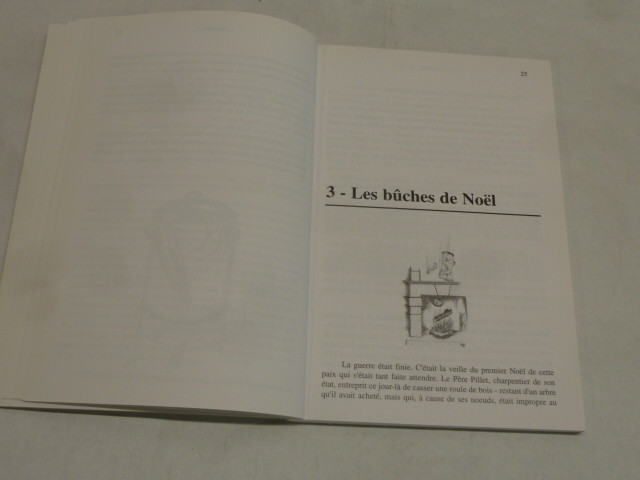 25
3 - Les bûches de Noël
La guerre était finie. C'était la veille du premier Noël de cette
paix qui s'était tant faite attendre. Le Père Pillet, charpentier de son
état, entreprit ce jour-là de casser une roule de bois - restant d'un arbre
qu'il avait acheté, mais qui, à cause de ses noeuds, était impropre au